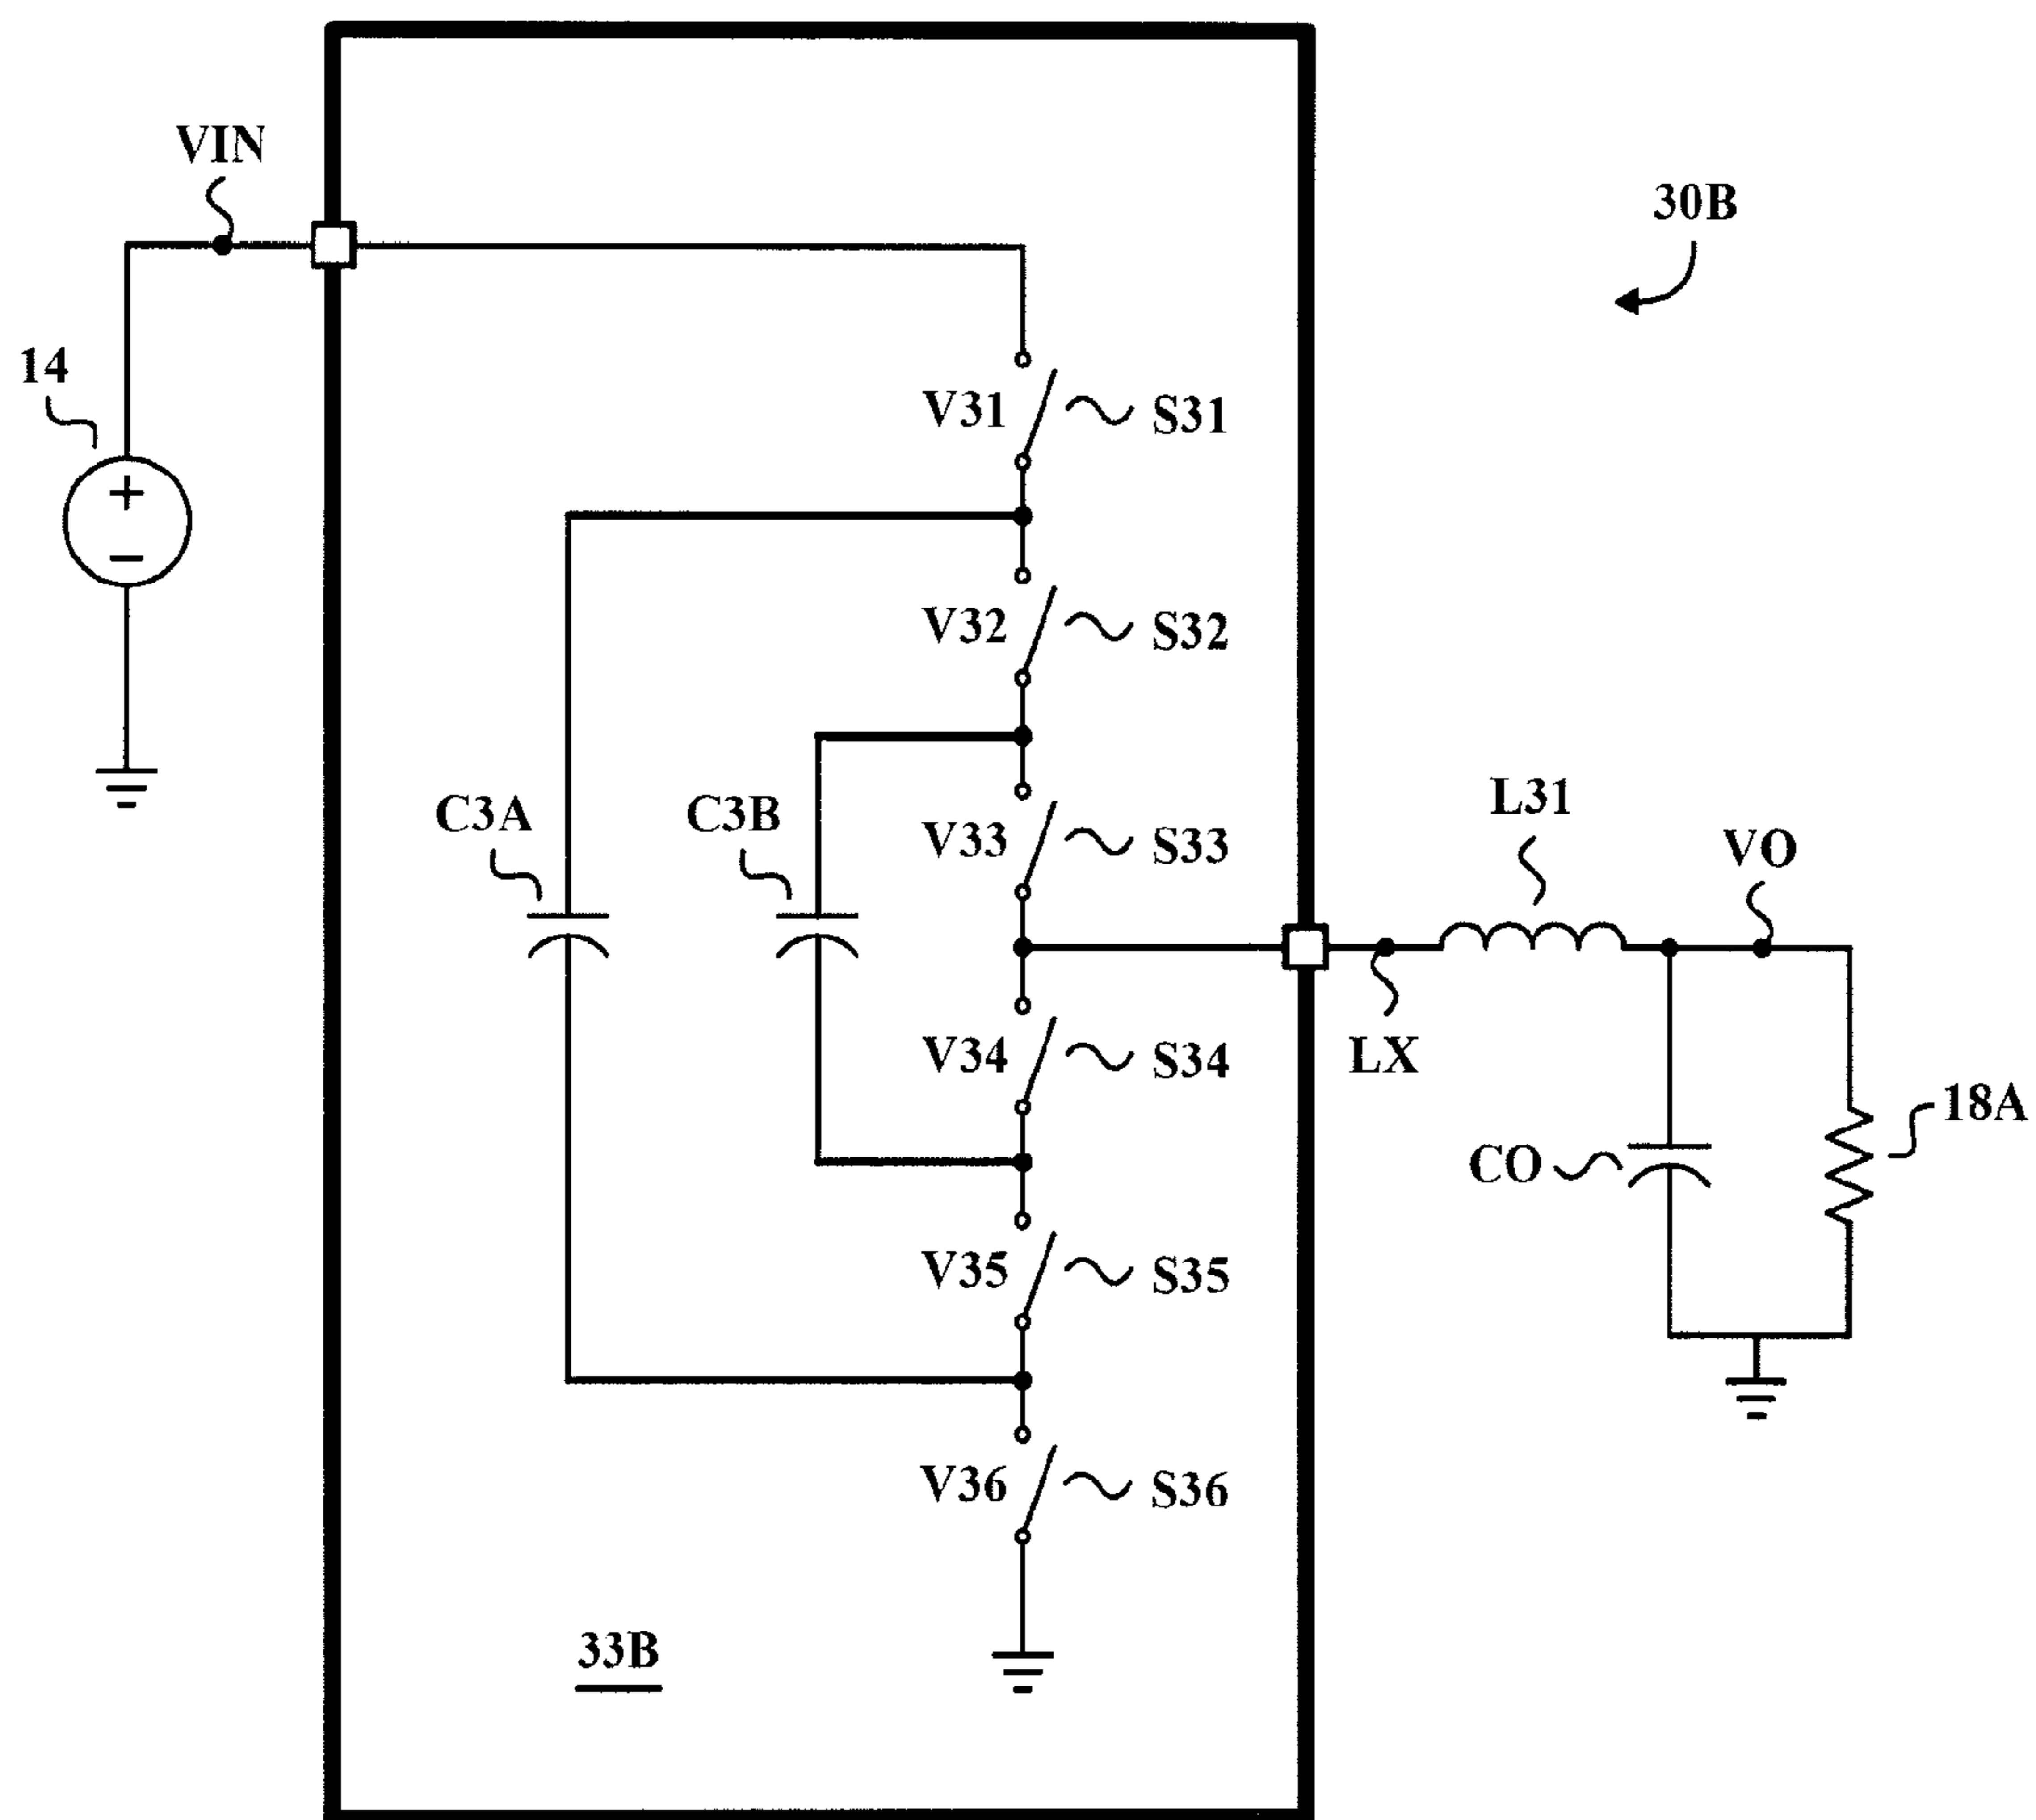 VIN
30B
14
+
−
V31 S31
V32 S32
C3A C3B
V33 S33
L31
VO
V34 S34
LX
18A
CO
V35 S35
V36 S36
33B